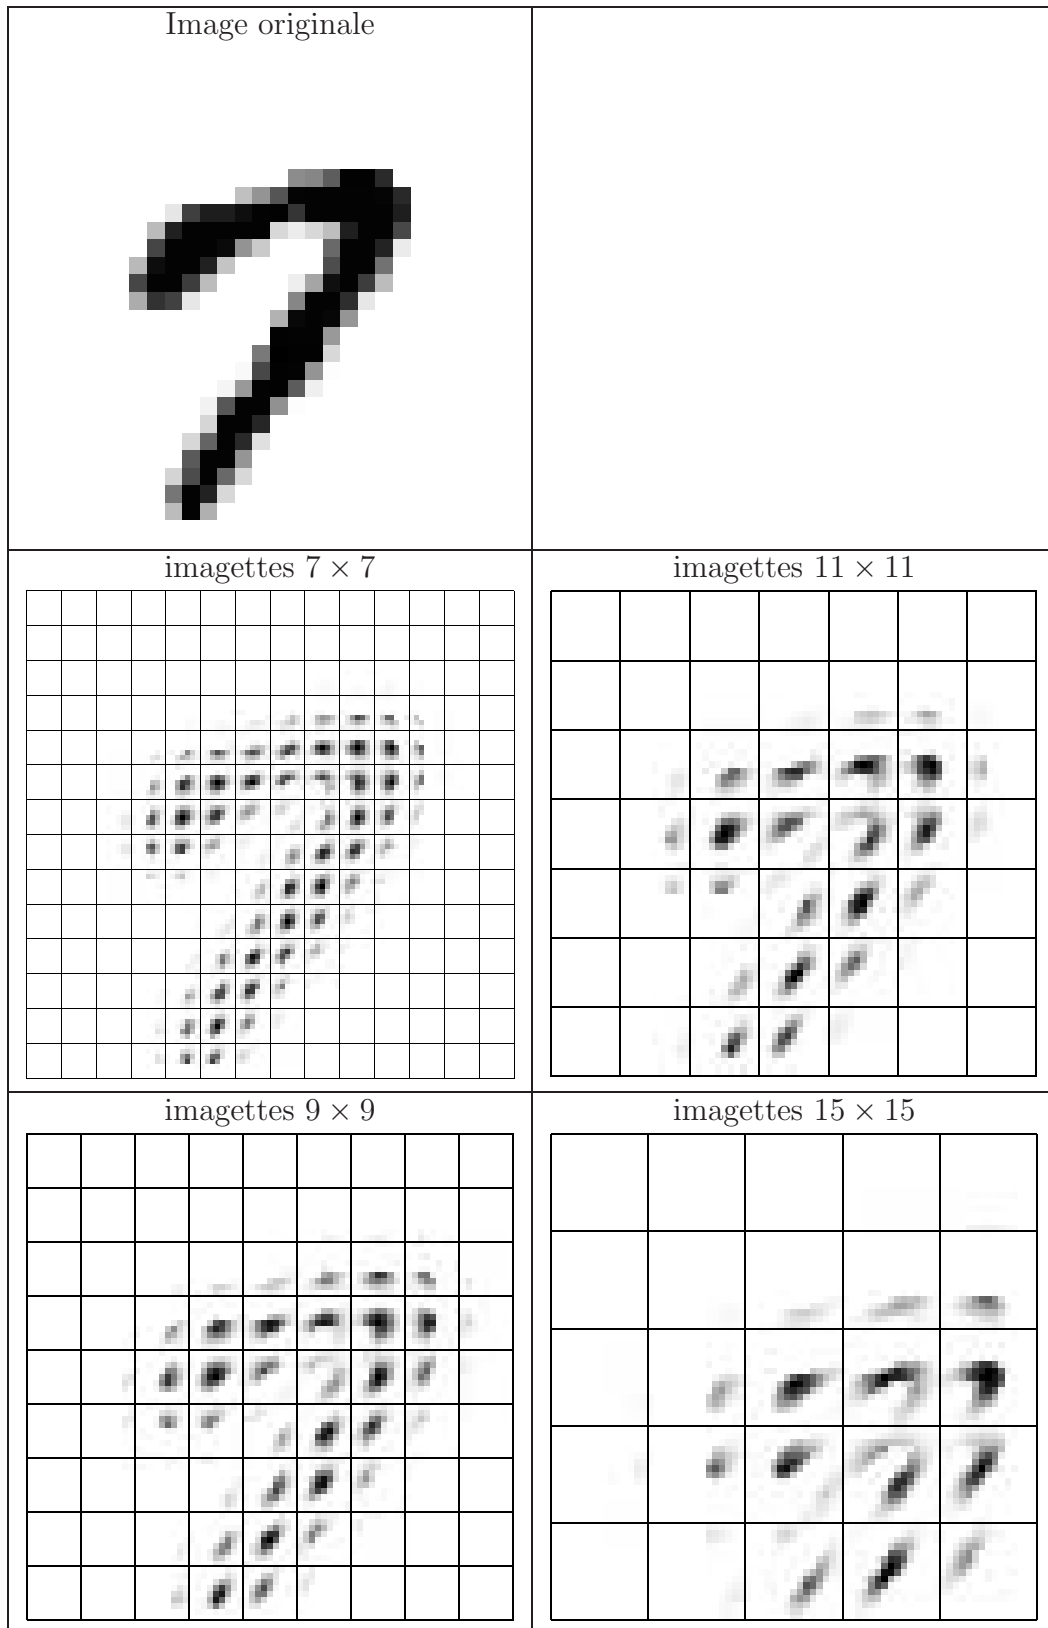 Image originale
imagettes 7 × 7
imagettes 11 × 11
imagettes 9 × 9
imagettes 15 × 15